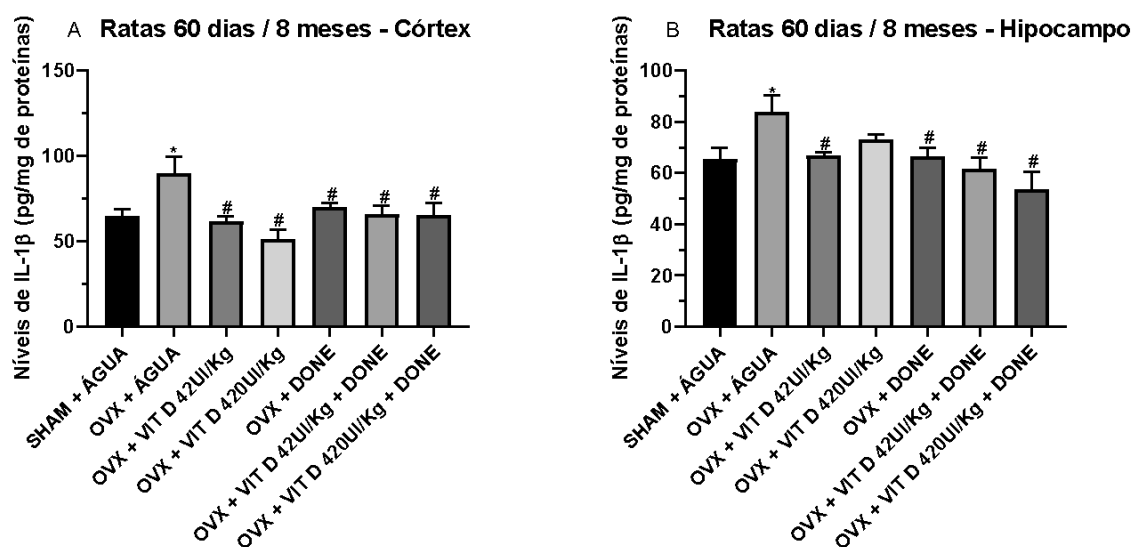 A Ratas 60 dias / 8 meses - Córtex
Níveis de IL-1β (pg/mg de proteínas)
150
100
50
0
*
#
#
#
#
#
SHAM + ÁGUA
OVX + ÁGUA
OVX + VIT D 42UI/Kg
OVX + VIT D 420UI/Kg
OVX + DONE
OVX + VIT D 42UI/Kg + DONE
OVX + VIT D 420UI/Kg + DONE
B Ratas 60 dias / 8 meses - Hipocampo
Níveis de IL-1β (pg/mg de proteínas)
100
80
60
40
20
0
*
#
#
#
#
SHAM + ÁGUA
OVX + ÁGUA
OVX + VIT D 42UI/Kg
OVX + VIT D 420UI/Kg
OVX + DONE
OVX + VIT D 42UI/Kg + DONE
OVX + VIT D 420UI/Kg + DONE